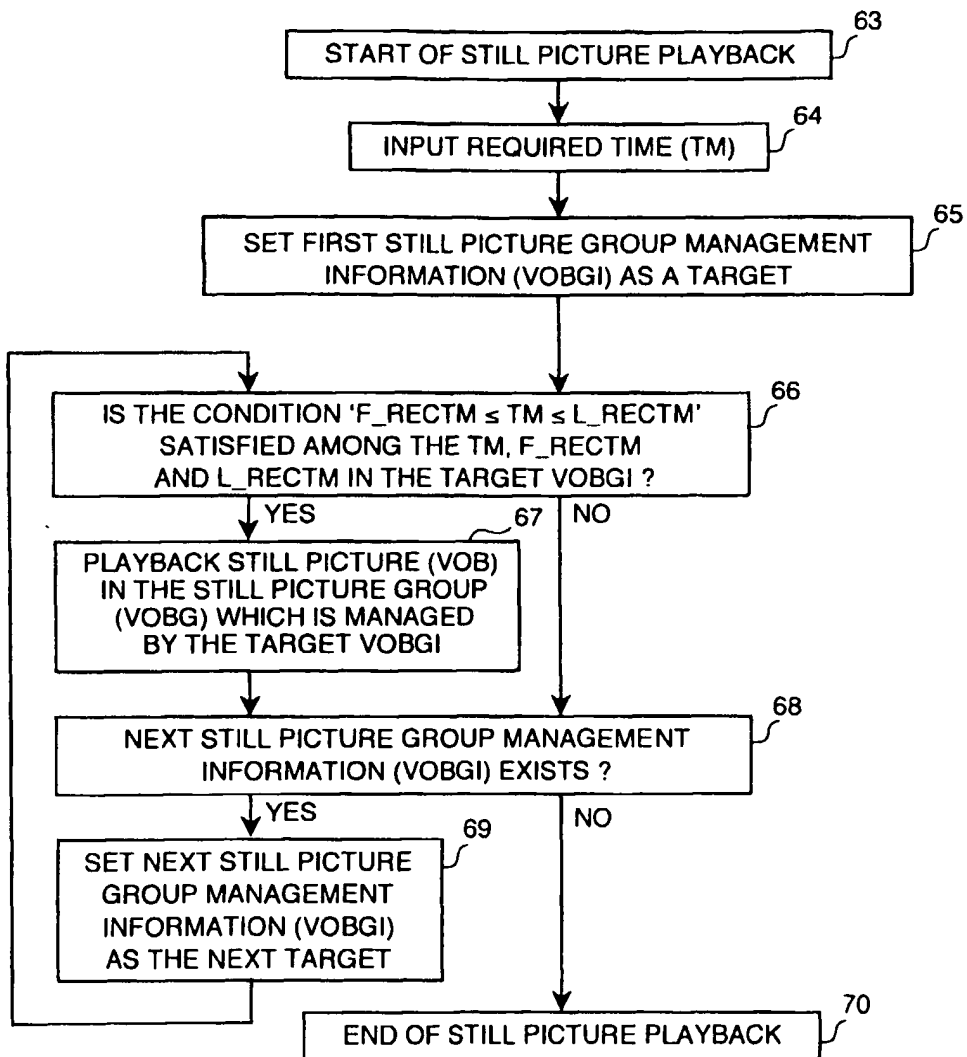 63
START OF STILL PICTURE PLAYBACK
64
INPUT REQUIRED TIME (TM)
65
SET FIRST STILL PICTURE GROUP MANAGEMENT
INFORMATION (VOBGI) AS A TARGET
66
IS THE CONDITION 'F_RECTM ≤ TM ≤ L_RECTM'
SATISFIED AMONG THE TM, F_RECTM
AND L_RECTM IN THE TARGET VOBGI ?
YES
NO
67
PLAYBACK STILL PICTURE (VOB)
IN THE STILL PICTURE GROUP
(VOBG) WHICH IS MANAGED
BY THE TARGET VOBGI
68
NEXT STILL PICTURE GROUP MANAGEMENT
INFORMATION (VOBGI) EXISTS ?
YES
NO
69
SET NEXT STILL PICTURE
GROUP MANAGEMENT
INFORMATION (VOBGI)
AS THE NEXT TARGET
70
END OF STILL PICTURE PLAYBACK